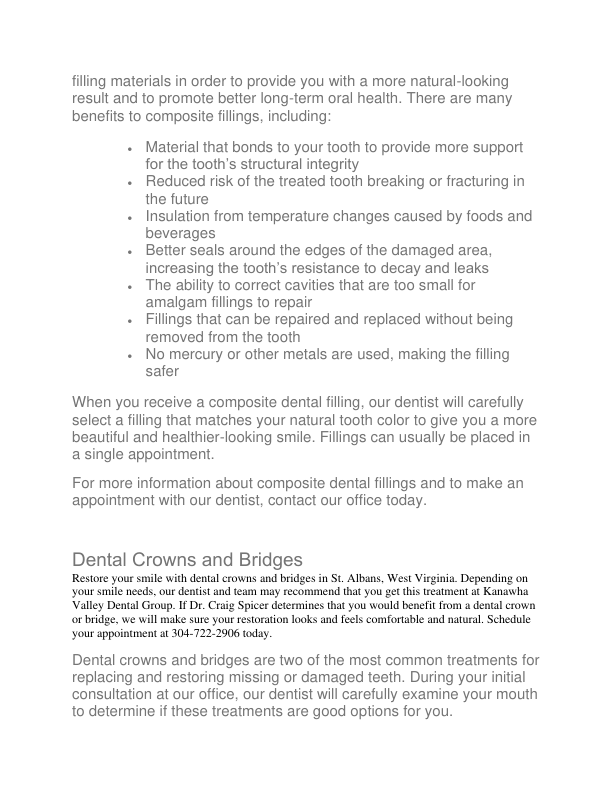 filling materials in order to provide you with a more natural-looking
result and to promote better long-term oral health. There are many
benefits to composite fillings, including:
• Material that bonds to your tooth to provide more support
for the tooth’s structural integrity
• Reduced risk of the treated tooth breaking or fracturing in
the future
• Insulation from temperature changes caused by foods and
beverages
• Better seals around the edges of the damaged area,
increasing the tooth’s resistance to decay and leaks
• The ability to correct cavities that are too small for
amalgam fillings to repair
• Fillings that can be repaired and replaced without being
removed from the tooth
• No mercury or other metals are used, making the filling
safer
When you receive a composite dental filling, our dentist will carefully
select a filling that matches your natural tooth color to give you a more
beautiful and healthier-looking smile. Fillings can usually be placed in
a single appointment.
For more information about composite dental fillings and to make an
appointment with our dentist, contact our office today.
Dental Crowns and Bridges
Restore your smile with dental crowns and bridges in St. Albans, West Virginia. Depending on
your smile needs, our dentist and team may recommend that you get this treatment at Kanawha
Valley Dental Group. If Dr. Craig Spicer determines that you would benefit from a dental crown
or bridge, we will make sure your restoration looks and feels comfortable and natural. Schedule
your appointment at 304-722-2906 today.
Dental crowns and bridges are two of the most common treatments for
replacing and restoring missing or damaged teeth. During your initial
consultation at our office, our dentist will carefully examine your mouth
to determine if these treatments are good options for you.